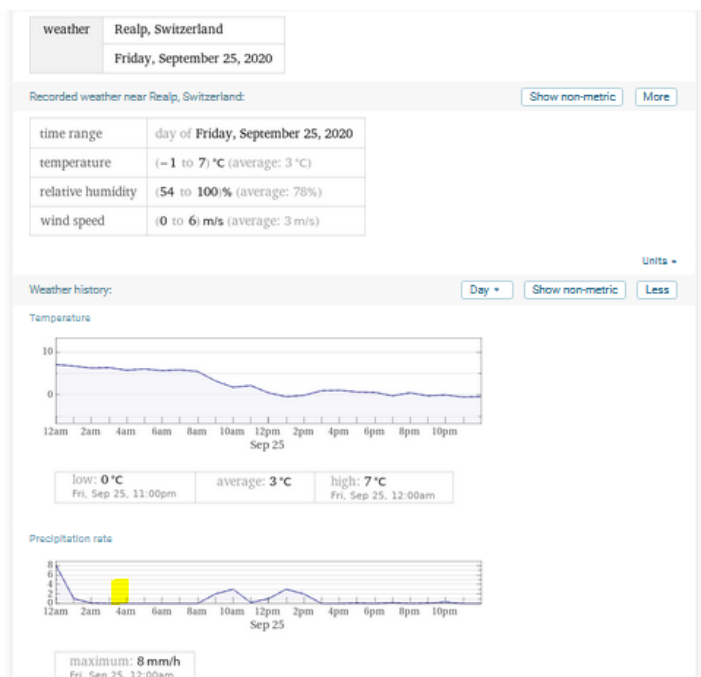 weather
Realp, Switzerland
Friday, September 25, 2020
Recorded weather near Realp, Switzerland:
Show non-metric
More
time range day of Friday, September 25, 2020
temperature (−1 to 7) °C (average: 3 °C)
relative humidity (54 to 100)% (average: 78%)
wind speed (0 to 6) m/s (average: 3 m/s)
Units
Weather history:
Day
Show non-metric
Less
Temperature
10
0
12am 2am 4am 6am 8am 10am 12pm 2pm 4pm 6pm 8pm 10pm
Sep 25
low: 0 °C average: 3 °C high: 7 °C
Fri, Sep 25, 11:00pm Fri, Sep 25, 12:00am
Precipitation rate
8
6
4
2
0
12am 2am 4am 6am 8am 10am 12pm 2pm 4pm 6pm 8pm 10pm
Sep 25
maximum: 8 mm/h
Fri, Sep 25, 12:00am